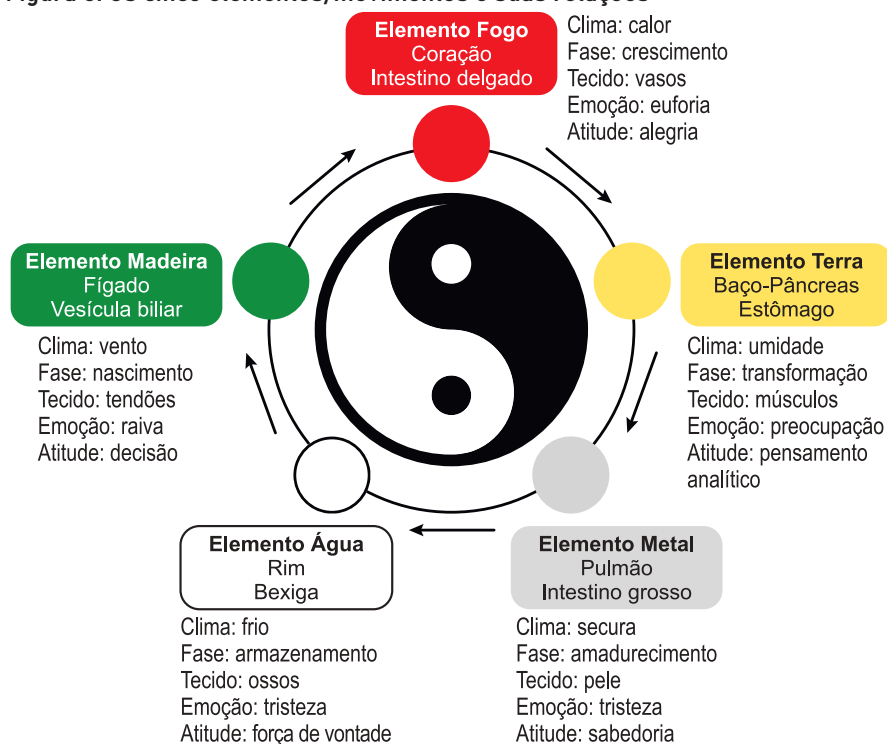 Elemento Fogo
Coração
Intestino delgado
Clima: calor
Fase: crescimento
Tecido: vasos
Emoção: euforia
Atitude: alegria
Elemento Madeira
Fígado
Vesícula biliar
Clima: vento
Fase: nascimento
Tecido: tendões
Emoção: raiva
Atitude: decisão
Elemento Terra
Baço-Pâncreas
Estômago
Clima: umidade
Fase: transformação
Tecido: músculos
Emoção: preocupação
Atitude: pensamento
analítico
Elemento Água
Rim
Bexiga
Clima: frio
Fase: armazenamento
Tecido: ossos
Emoção: tristeza
Atitude: força de vontade
Elemento Metal
Pulmão
Intestino grosso
Clima: secura
Fase: amadurecimento
Tecido: pele
Emoção: tristeza
Atitude: sabedoria